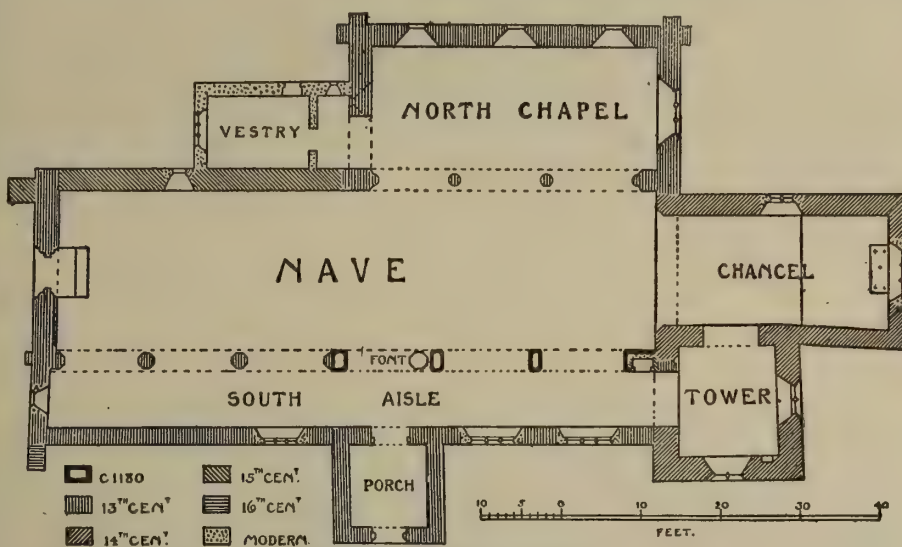 NORTH CHAPEL
VESTRY
NAVE
CHANCEL
FONT
SOUTH AISLE
TOWER
PORCH
C1180
13TH CENT
14TH CENT.
15TH CENT.
16TH CENT
MODERN.
10 5 0 10 20 30 40
FEET.